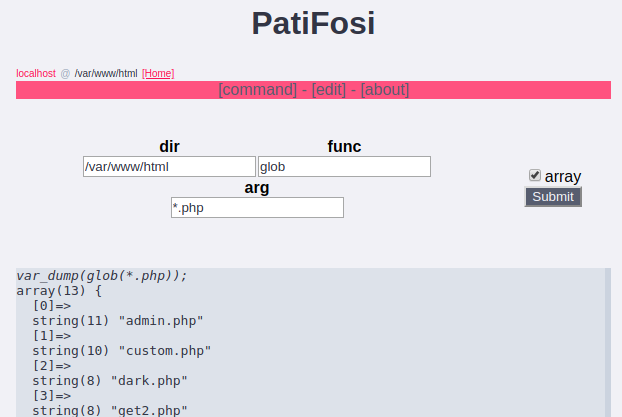 PatiFosi
localhost @ /var/www/html [Home]
[command] - [edit] - [about]
dir func
/var/www/html glob
array
arg
Submit
*.php
var_dump(glob(*.php));
array(13) {
[0]=>
string(11) "admin.php"
[1]=>
string(10) "custom.php"
[2]=>
string(8) "dark.php"
[3]=>
string(8) "get2.php"